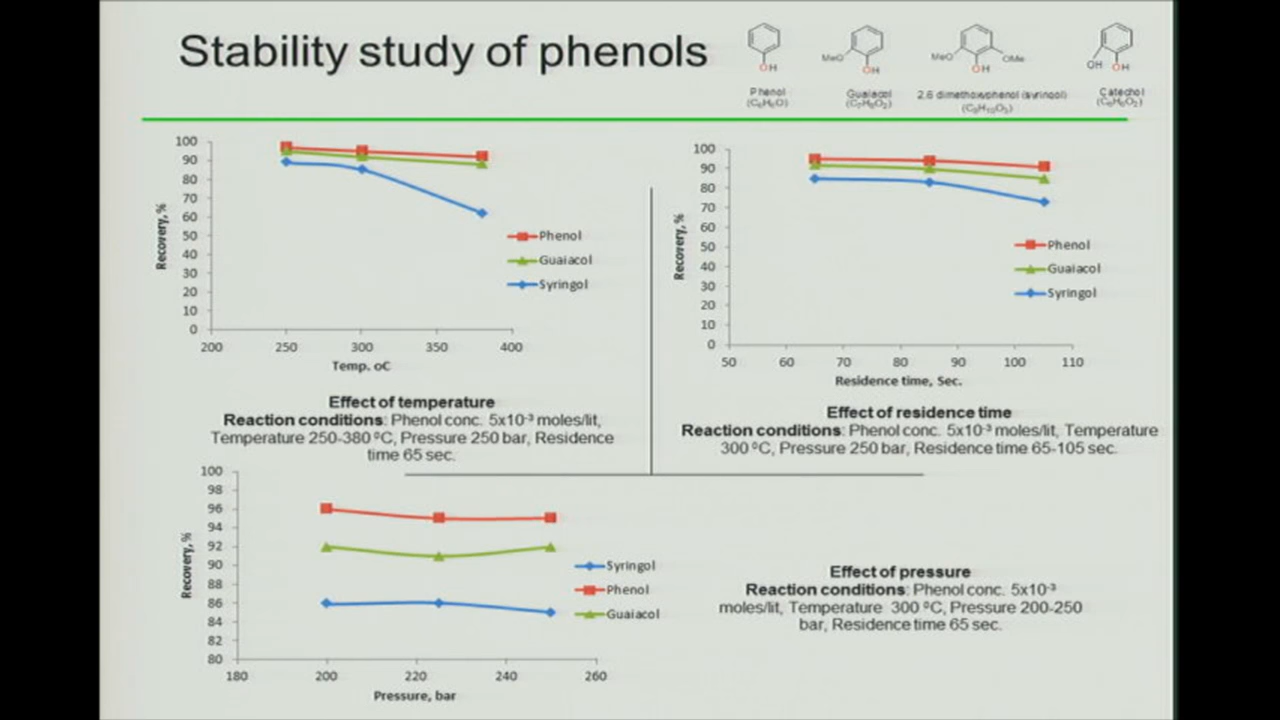 Stability study of phenols
OH
Phenol
(C6H6O)
MeO
OH
Guaiacol
(C7H8O2)
MeO
OMe
OH
2,6 dimethoxyphenol (syringol)
(C8H10O3)
OH
OH
Catechol
(C6H6O2)
100
90
80
70
60
50
40
30
20
10
0
Recovery,%
200 250 300 350 400
Temp. oC
Phenol
Guaiacol
Syringol
Effect of temperature
Reaction conditions: Phenol conc. 5x10-3 moles/lit,
Temperature 250-380 ºC, Pressure 250 bar, Residence
time 65 sec.
100
90
80
70
60
50
40
30
20
10
0
Recovery,%
50 60 70 80 90 100 110
Residence time, Sec.
Phenol
Guaiacol
Syringol
Effect of residence time
Reaction conditions: Phenol conc. 5x10-3 moles/lit, Temperature
300 ºC, Pressure 250 bar, Residence time 65-105 sec.
100
98
96
94
92
90
88
86
84
82
80
Recovery,%
180 200 220 240 260
Pressure, bar
Syringol
Phenol
Guaiacol
Effect of pressure
Reaction conditions: Phenol conc. 5x10-3
moles/lit, Temperature 300 ºC, Pressure 200-250
bar, Residence time 65 sec.